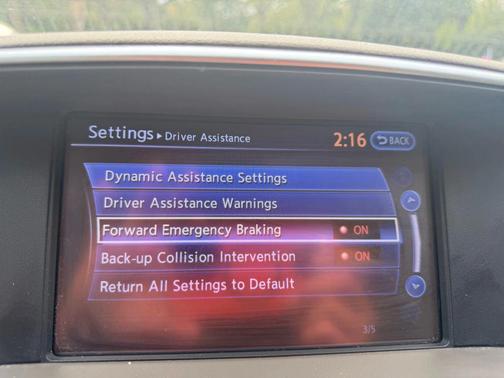 Settings ▸ Driver Assistance 2:16 BACK
Dynamic Assistance Settings
Driver Assistance Warnings
Forward Emergency Braking ON
Back-up Collision Intervention ON
Return All Settings to Default
3/5